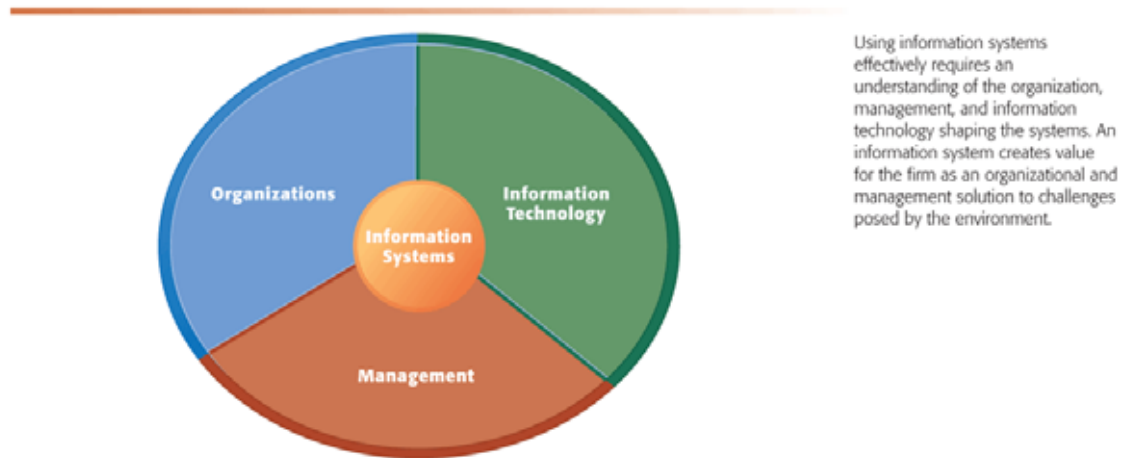 Using information systems
effectively requires an
understanding of the organization,
management, and information
technology shaping the systems. An
information system creates value
for the firm as an organizational and
management solution to challenges
posed by the environment.
Organizations
Information
Technology
Information
Systems
Management